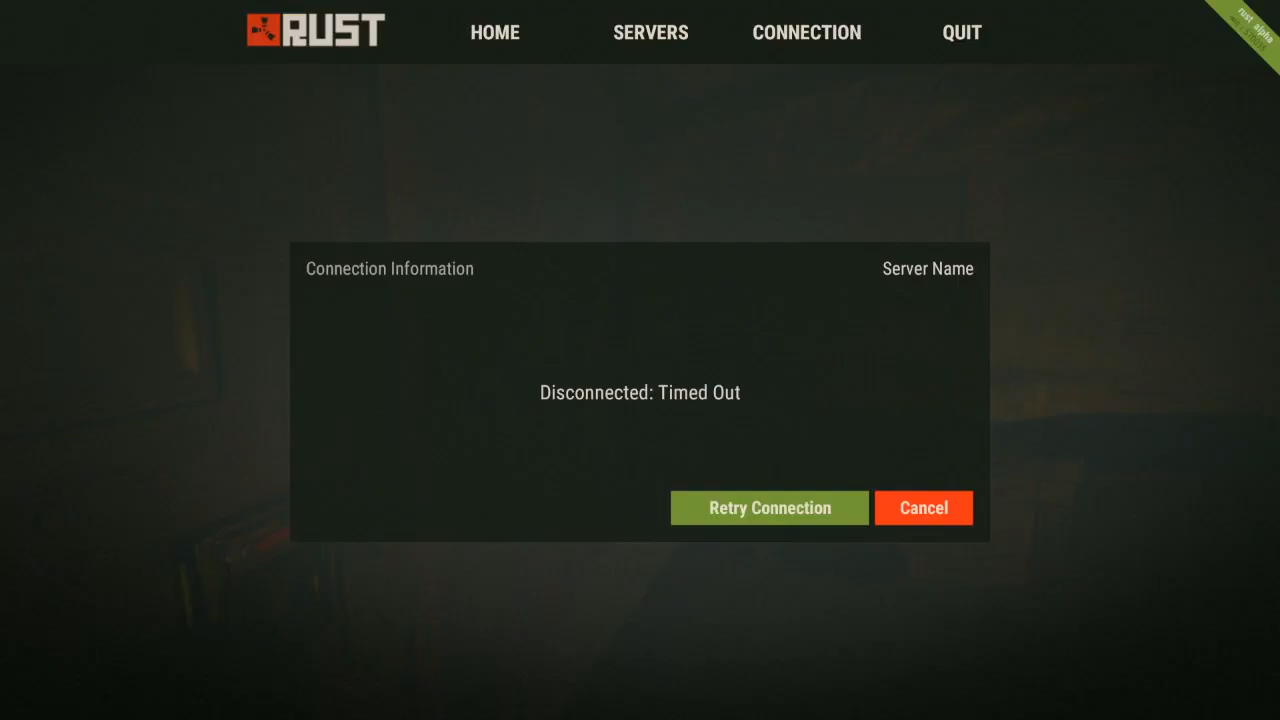 RUST
HOME
SERVERS
CONNECTION
QUIT
rust alpha
Connection Information
Server Name
Disconnected: Timed Out
Retry Connection
Cancel